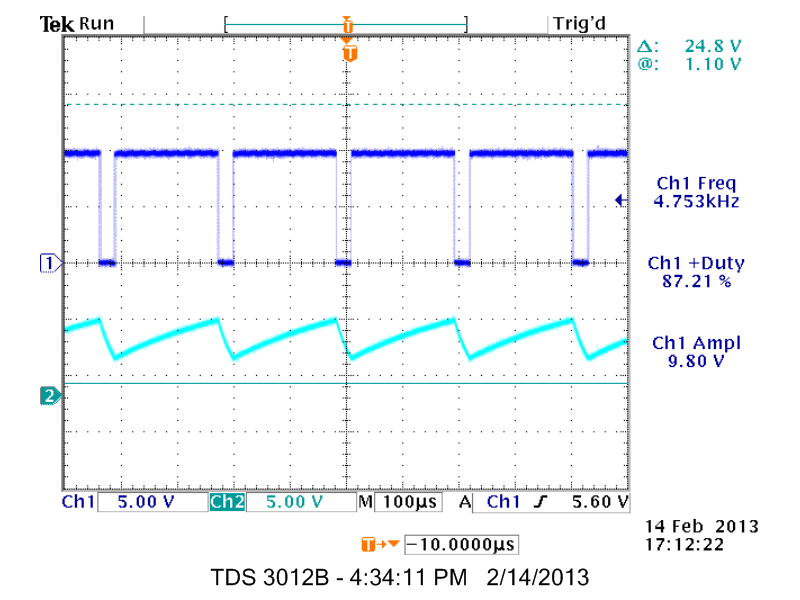 Tek Run Trig'd
T
T
Δ: 24.8 V
@: 1.10 V
Ch1 Freq
4.753kHz
1
Ch1 +Duty
87.21 %
Ch1 Ampl
9.80 V
2
Ch1 5.00 V Ch2 5.00 V M 100µs A Ch1 5.60 V
T -10.0000µs
14 Feb 2013
17:12:22
TDS 3012B - 4:34:11 PM 2/14/2013